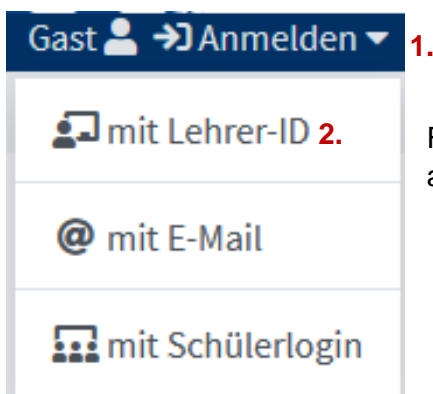 Gast Anmelden 1.
mit Lehrer-ID 2.
@ mit E-Mail
mit Schülerlogin